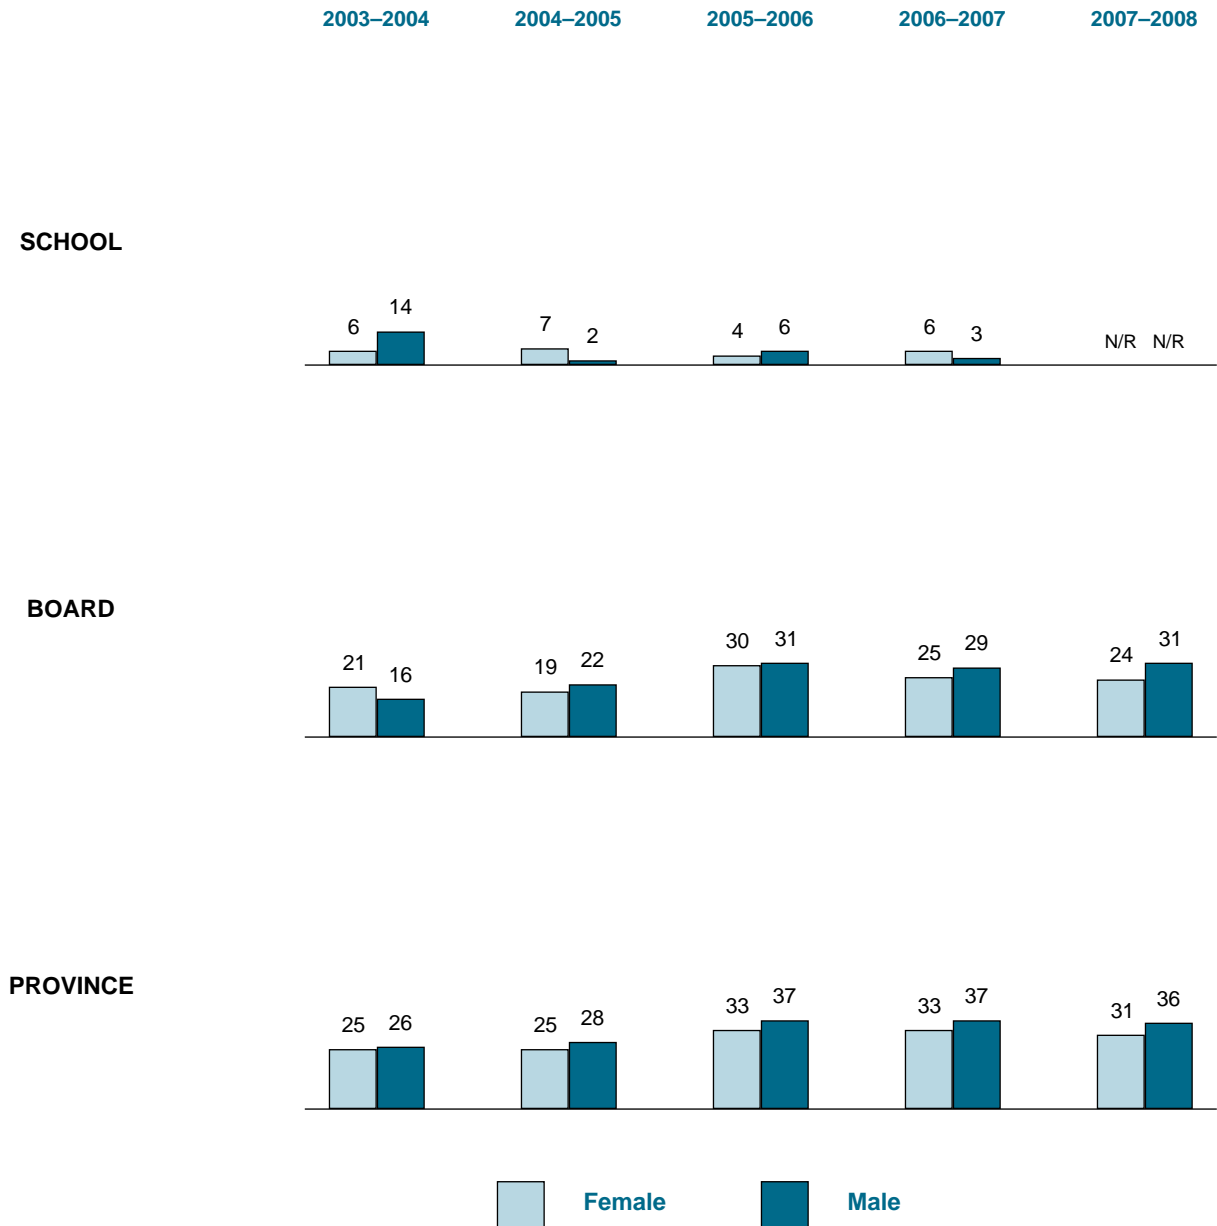 2003–2004 2004–2005 2005–2006 2006–2007 2007–2008
SCHOOL
6 14 7 2 4 6 6 3 N/R N/R
BOARD
21 16 19 22 30 31 25 29 24 31
PROVINCE
25 26 25 28 33 37 33 37 31 36
Female Male